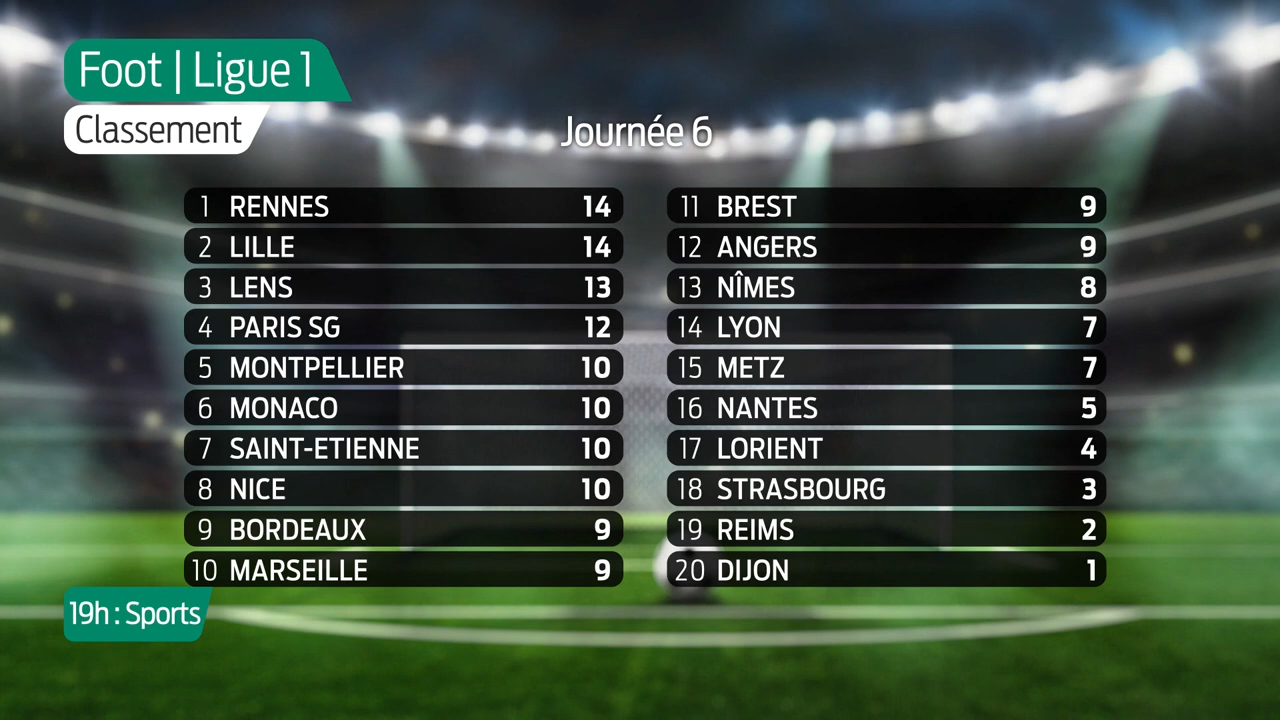 Foot | Ligue 1
Classement
Journée 6
1 RENNES 14
2 LILLE 14
3 LENS 13
4 PARIS SG 12
5 MONTPELLIER 10
6 MONACO 10
7 SAINT-ETIENNE 10
8 NICE 10
9 BORDEAUX 9
10 MARSEILLE 9
11 BREST 9
12 ANGERS 9
13 NÎMES 8
14 LYON 7
15 METZ 7
16 NANTES 5
17 LORIENT 4
18 STRASBOURG 3
19 REIMS 2
20 DIJON 1
19h : Sports